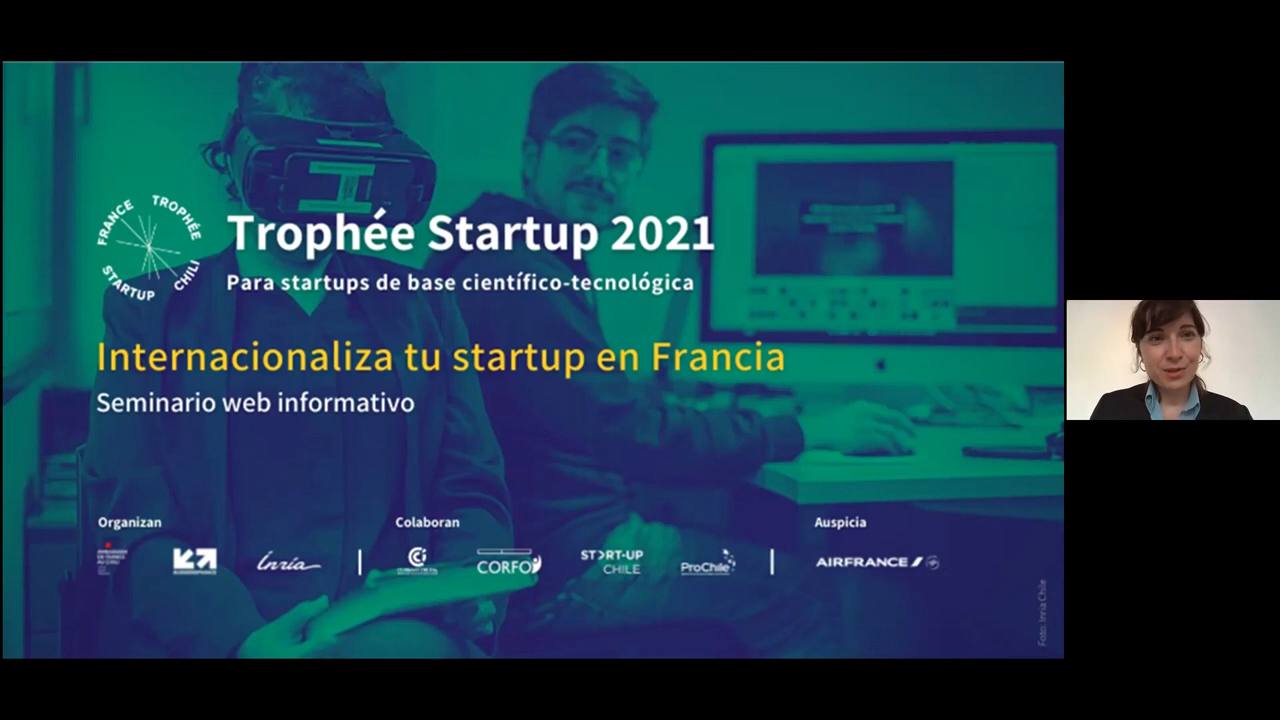 FRANCE
TROPHÉE
STARTUP
CHILI
Trophée Startup 2021
Para startups de base científico-tecnológica
Internacionaliza tu startup en Francia
Seminario web informativo
Organizan
Colaboran
Auspicia
Inria
CORFO
START-UP
CHILE
ProChile
AIRFRANCE
Foto: Inria Chile